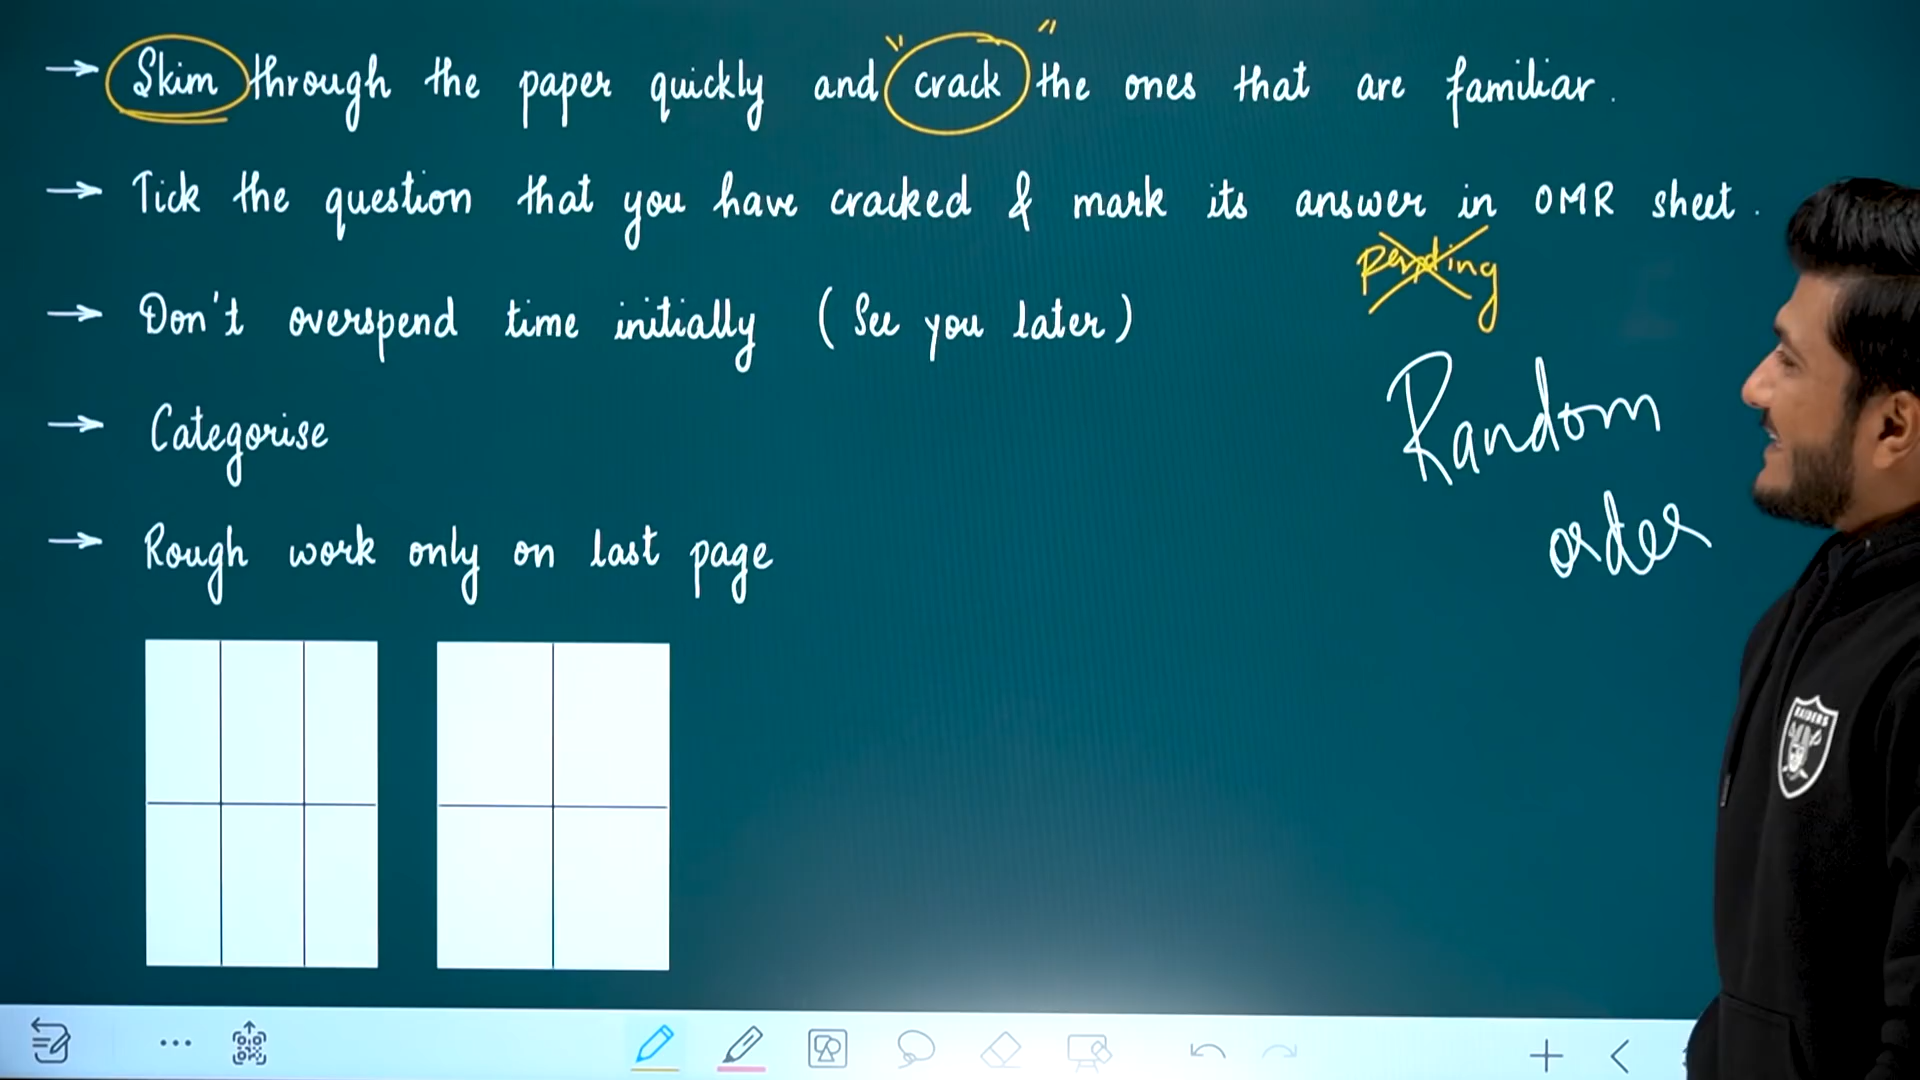 → Skim through the paper quickly and "crack" the ones that are familiar.
→ Tick the question that you have cracked & mark its answer in OMR sheet.
pending
→ Don't overspend time initially (See you later)
Random
→ Categorise
order
→ Rough work only on last page
RAIDERS